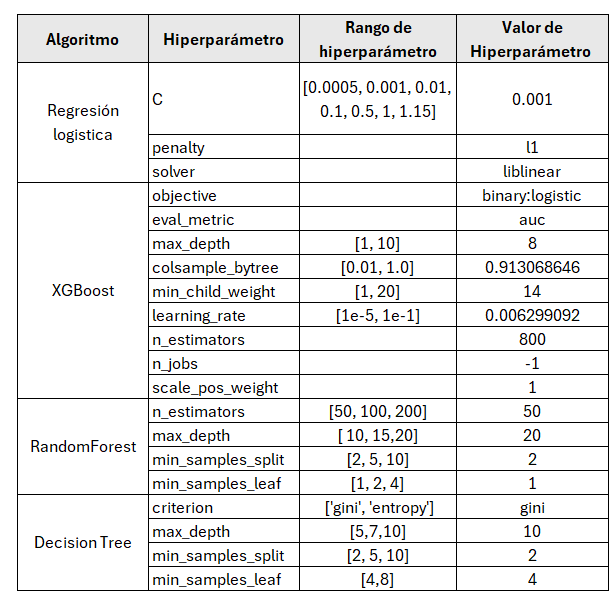 Algoritmo Hiperparámetro Rango de hiperparámetro Valor de Hiperparámetro
Regresión logistica
C [0.0005, 0.001, 0.01, 0.1, 0.5, 1, 1.15] 0.001
penalty l1
solver liblinear
XGBoost
objective binary:logistic
eval_metric auc
max_depth [1, 10] 8
colsample_bytree [0.01, 1.0] 0.913068646
min_child_weight [1, 20] 14
learning_rate [1e-5, 1e-1] 0.006299092
n_estimators 800
n_jobs -1
scale_pos_weight 1
RandomForest
n_estimators [50, 100, 200] 50
max_depth [ 10, 15,20] 20
min_samples_split [2, 5, 10] 2
min_samples_leaf [1, 2, 4] 1
Decision Tree
criterion ['gini', 'entropy'] gini
max_depth [5,7,10] 10
min_samples_split [2, 5, 10] 2
min_samples_leaf [4,8] 4